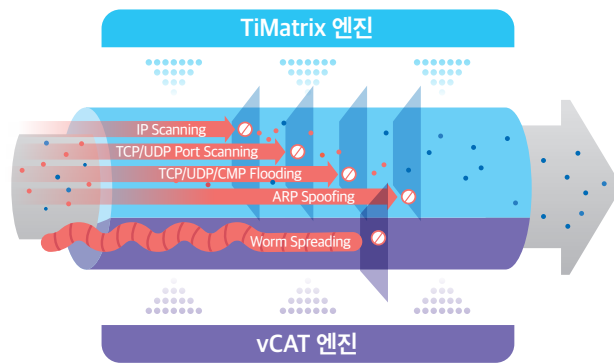 TiMatrix 엔진
IP Scanning
TCP/UDP Port Scanning
TCP/UDP/CMP Flooding
ARP Spoofing
Worm Spreading
vCAT 엔진